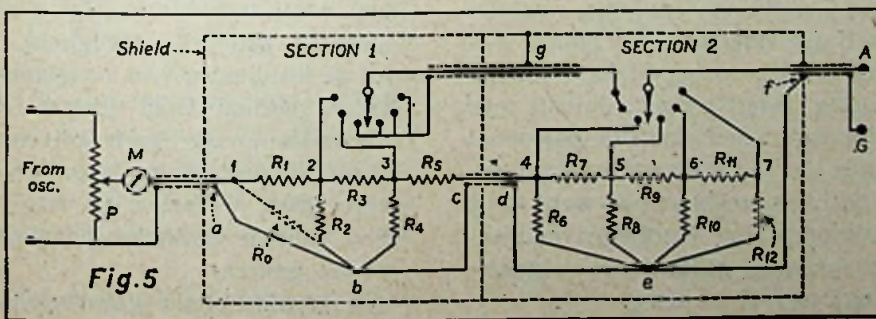 Shield
SECTION 1
g
SECTION 2
A
f
G
From
osc.
P
M
a
1
R1
2
R3
3
R5
c
d
4
R7
5
R9
6
R11
7
R0
R2
R4
R6
R8
R10
R12
b
e
Fig.5